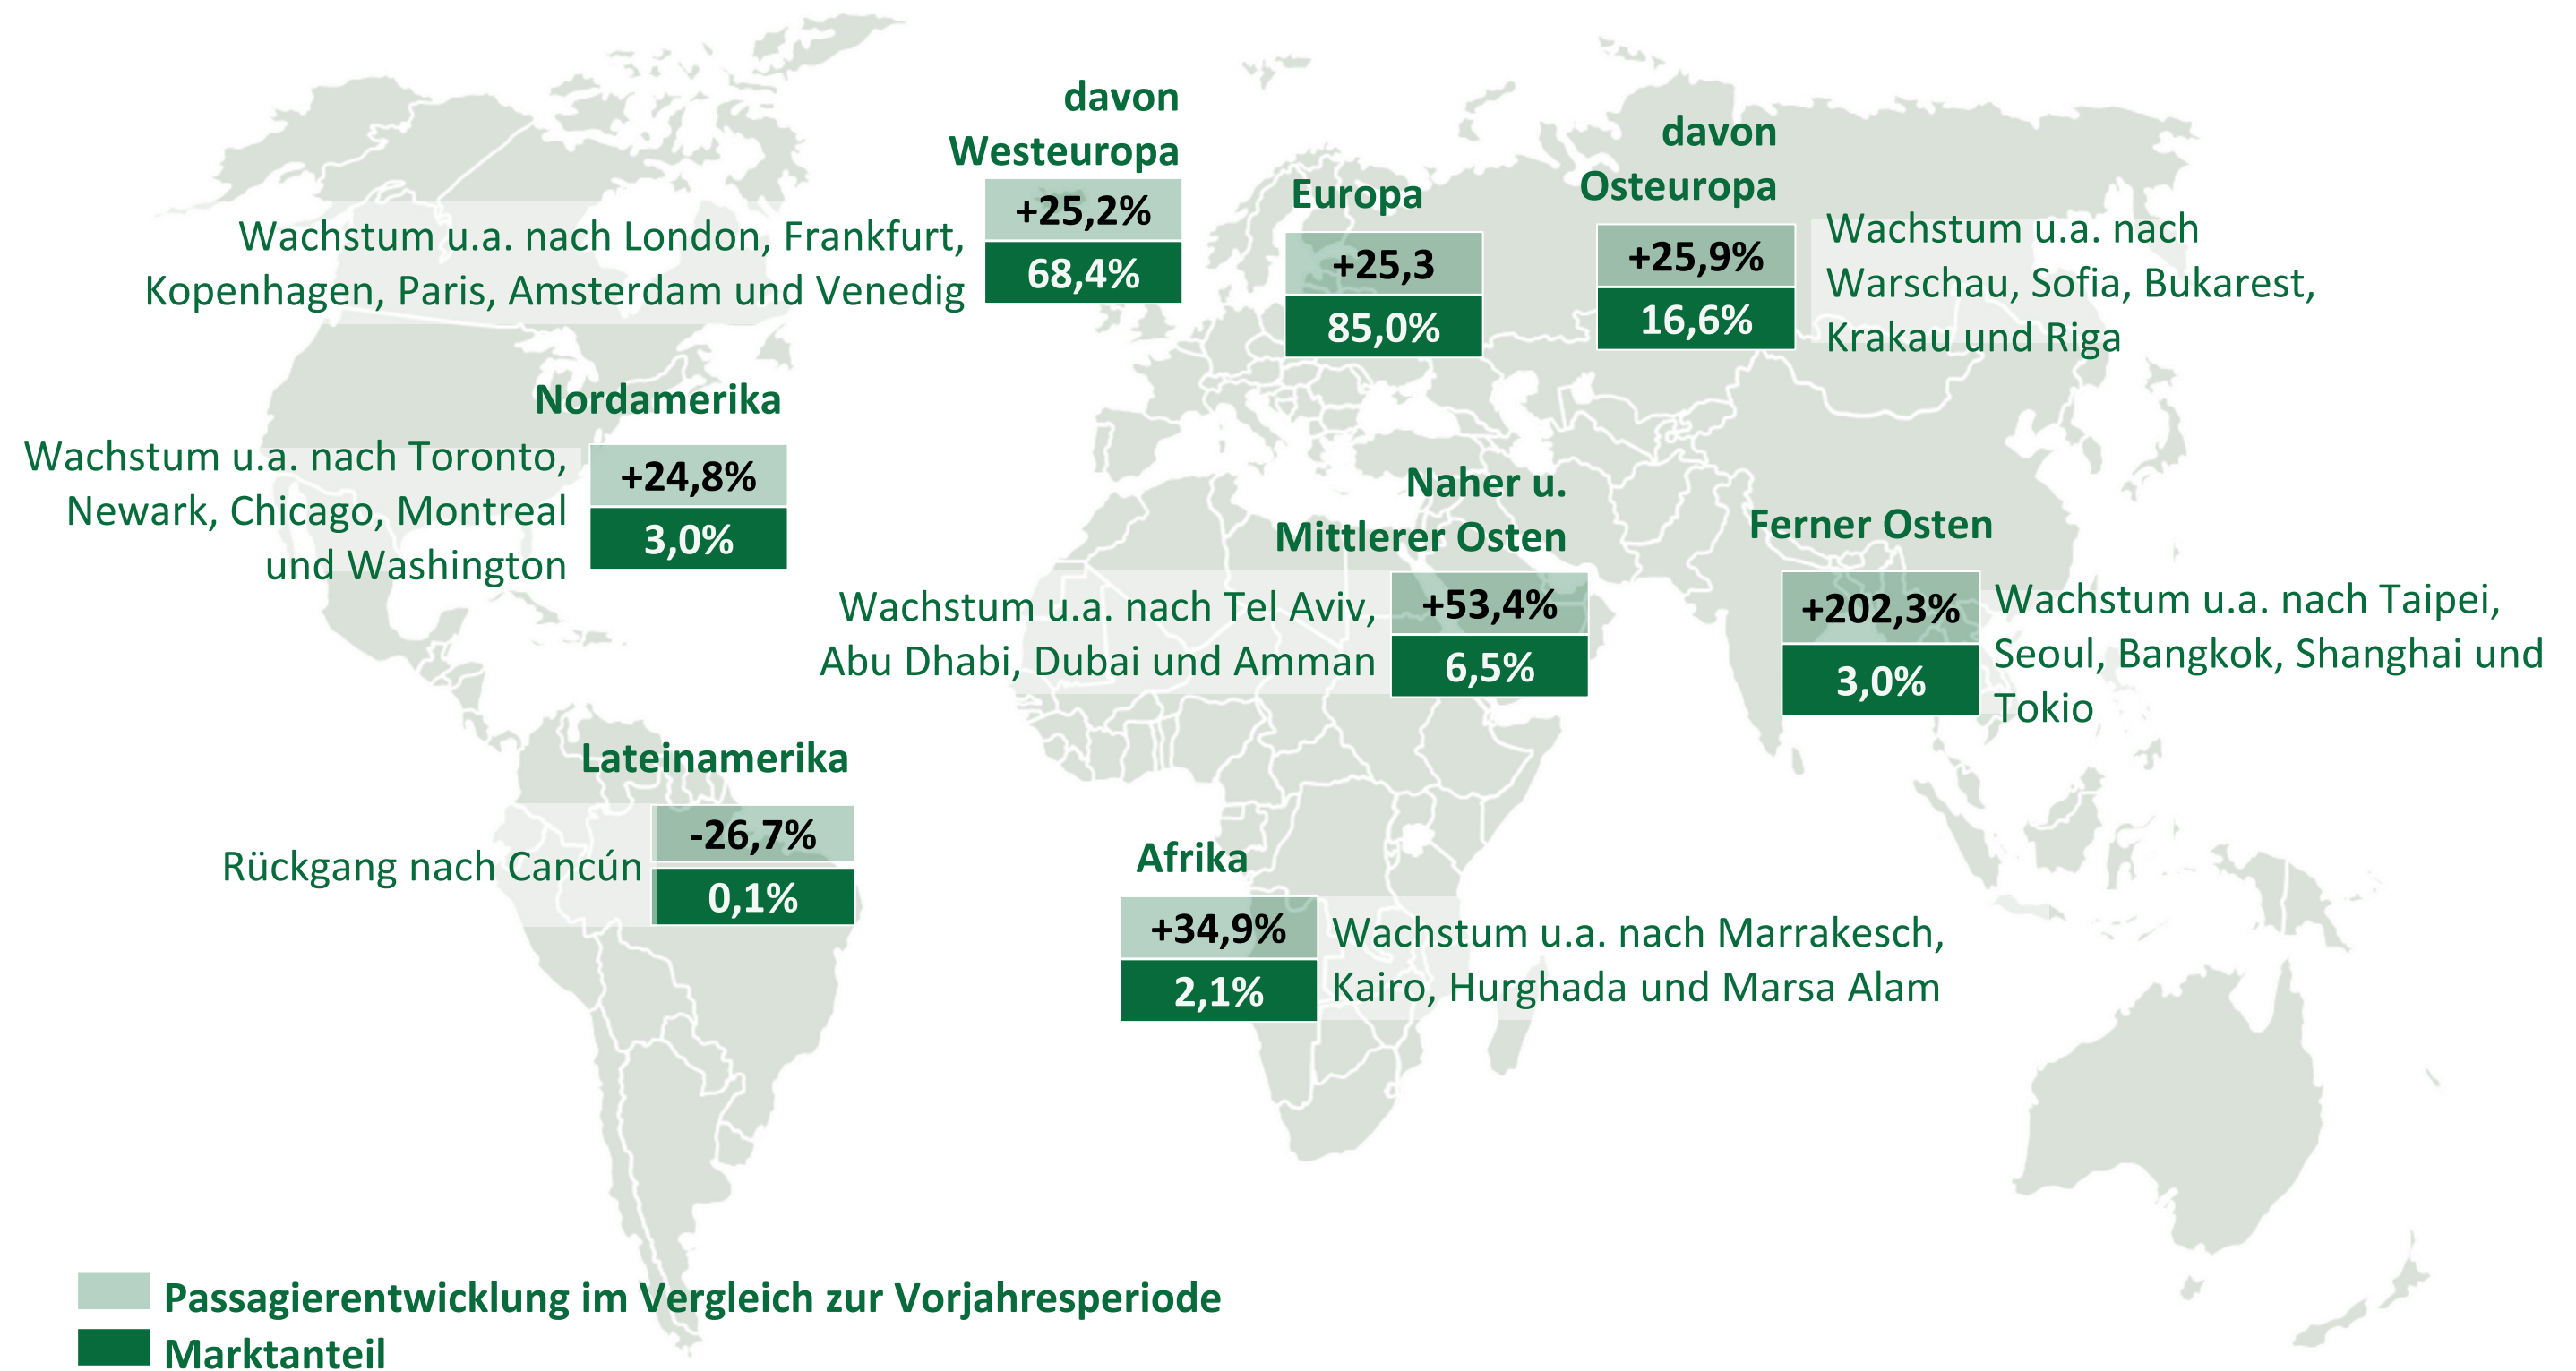 davon
Westeuropa
+25,2%
68,4%
Wachstum u.a. nach London, Frankfurt,
Kopenhagen, Paris, Amsterdam und Venedig
Europa
+25,3
85,0%
davon
Osteuropa
+25,9%
16,6%
Wachstum u.a. nach
Warschau, Sofia, Bukarest,
Krakau und Riga
Nordamerika
Wachstum u.a. nach Toronto,
Newark, Chicago, Montreal
und Washington
+24,8%
3,0%
Naher u.
Mittlerer Osten
Wachstum u.a. nach Tel Aviv,
Abu Dhabi, Dubai und Amman
+53,4%
6,5%
Ferner Osten
+202,3%
3,0%
Wachstum u.a. nach Taipei,
Seoul, Bangkok, Shanghai und
Tokio
Lateinamerika
Rückgang nach Cancún
-26,7%
0,1%
Afrika
+34,9%
2,1%
Wachstum u.a. nach Marrakesch,
Kairo, Hurghada und Marsa Alam
Passagierentwicklung im Vergleich zur Vorjahresperiode
Marktanteil